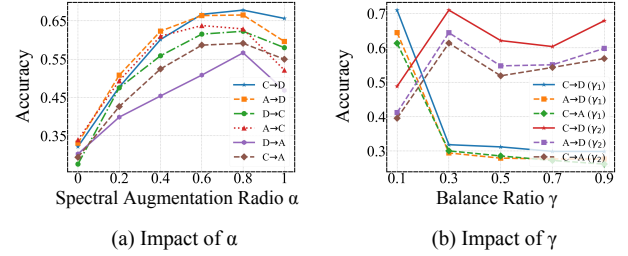 0.65
0.55
0.45
0.35
Accuracy
C→D
A→D
D→C
A→C
D→A
C→A
0 0.2 0.4 0.6 0.8 1
Spectral Augmentation Radio α
(a) Impact of α
0.7
0.6
0.5
0.4
0.3
Accuracy
C→D (γ₁)
A→D (γ₁)
C→A (γ₁)
C→D (γ₂)
A→D (γ₂)
C→A (γ₂)
0.1 0.3 0.5 0.7 0.9
Balance Ratio γ
(b) Impact of γ